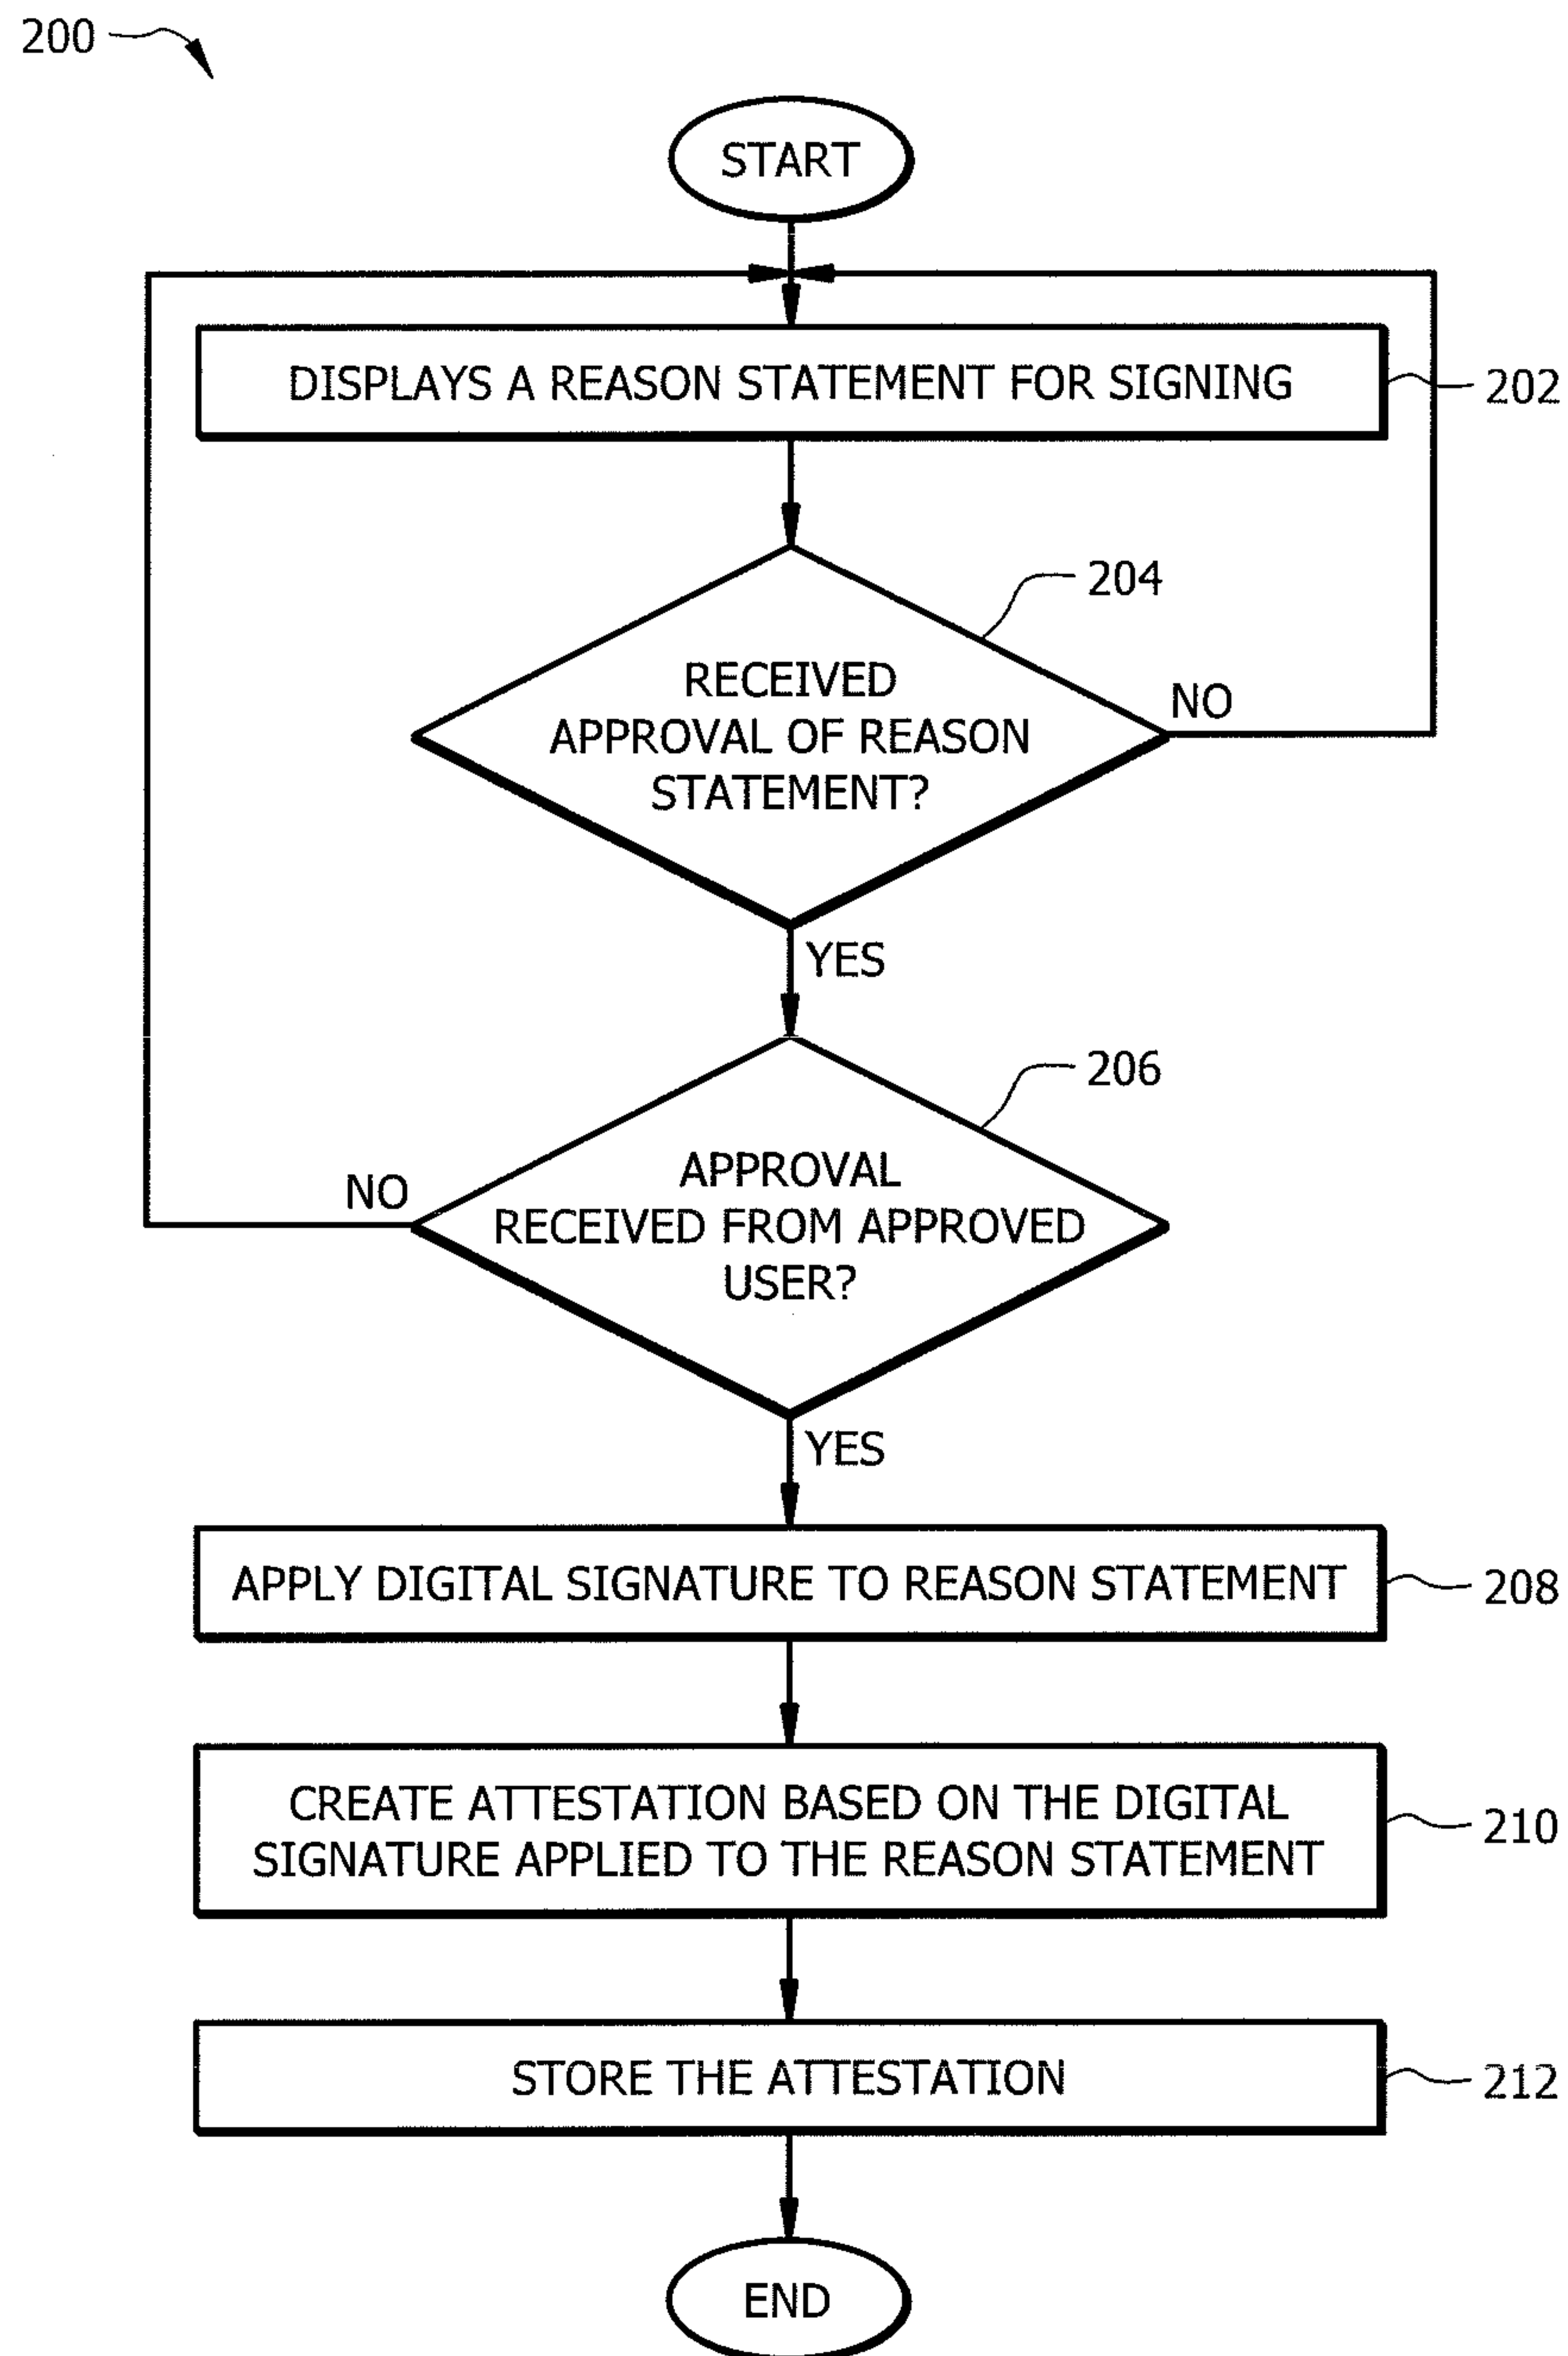 200
START
DISPLAYS A REASON STATEMENT FOR SIGNING
202
204
RECEIVED
APPROVAL OF REASON
STATEMENT?
NO
YES
206
APPROVAL
RECEIVED FROM APPROVED
USER?
NO
YES
APPLY DIGITAL SIGNATURE TO REASON STATEMENT
208
CREATE ATTESTATION BASED ON THE DIGITAL
SIGNATURE APPLIED TO THE REASON STATEMENT
210
STORE THE ATTESTATION
212
END